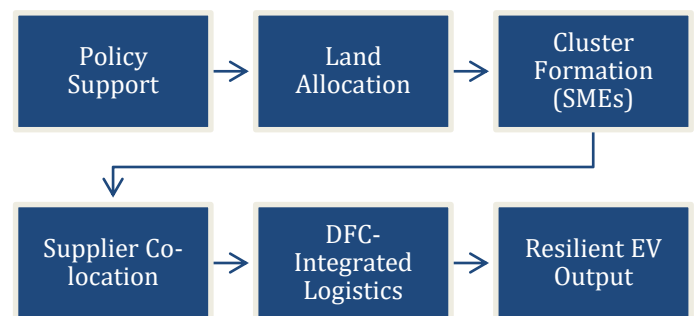 Policy
Support
Land
Allocation
Cluster
Formation
(SMEs)
Supplier Co-
location
DFC-
Integrated
Logistics
Resilient EV
Output